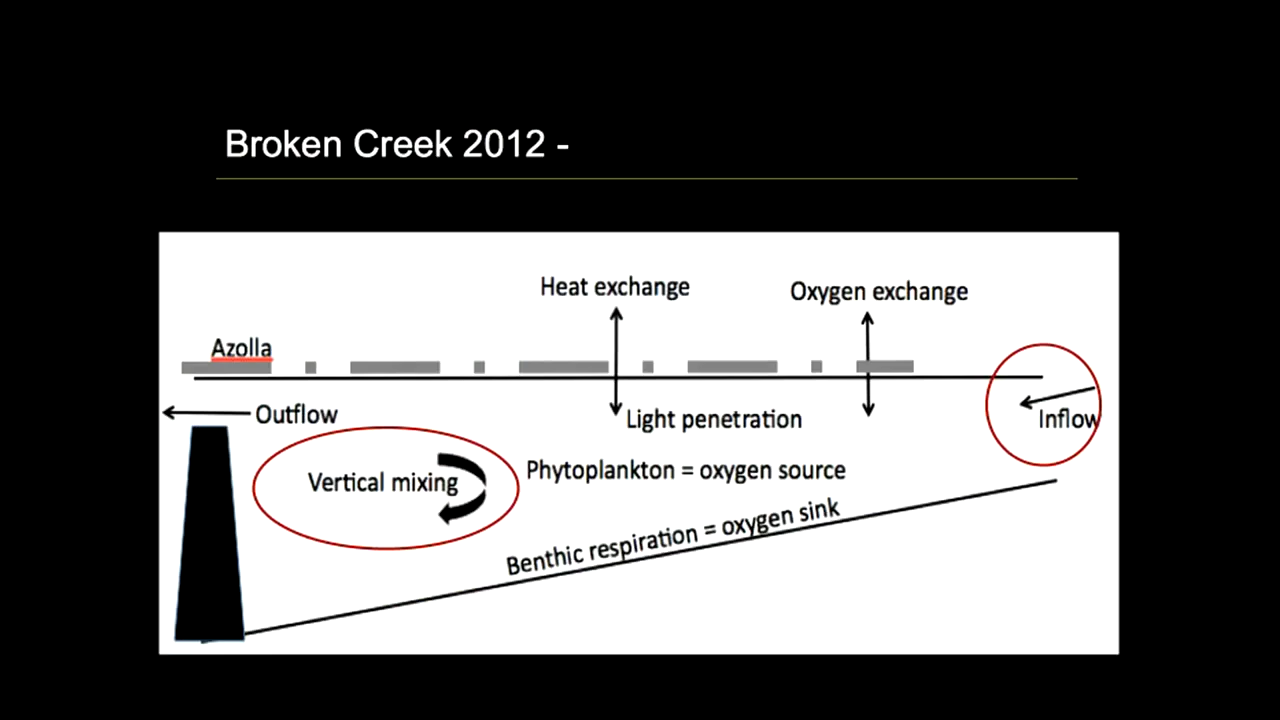 Broken Creek 2012 -
Heat exchange
Oxygen exchange
Azolla
Outflow
Light penetration
Inflow
Vertical mixing
Phytoplankton = oxygen source
Benthic respiration = oxygen sink